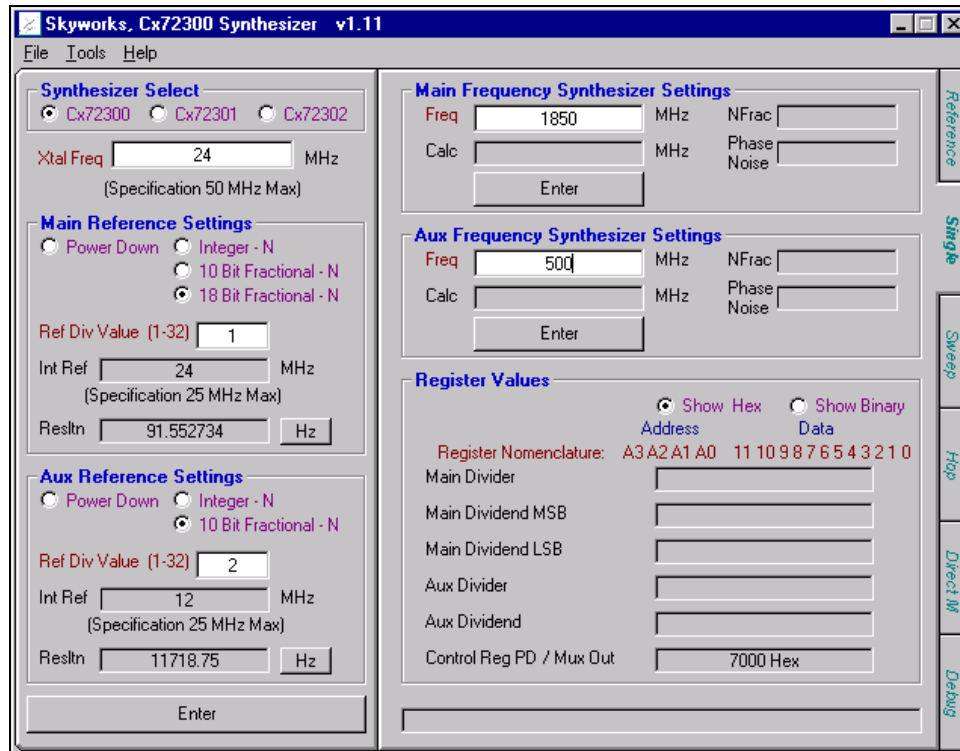 Skyworks, Cx72300 Synthesizer v1.11
File Tools Help
Synthesizer Select
Cx72300 Cx72301 Cx72302
Xtal Freq 24 MHz
(Specification 50 MHz Max)
Main Reference Settings
Power Down Integer - N
10 Bit Fractional - N
18 Bit Fractional - N
Ref Div Value (1-32) 1
Int Ref 24 MHz
(Specification 25 MHz Max)
Resltn 91.552734 Hz
Aux Reference Settings
Power Down Integer - N
10 Bit Fractional - N
Ref Div Value (1-32) 2
Int Ref 12 MHz
(Specification 25 MHz Max)
Resltn 11718.75 Hz
Enter
Main Frequency Synthesizer Settings
Freq 1850 MHz NFrac
Calc MHz Phase Noise
Enter
Aux Frequency Synthesizer Settings
Freq 500 MHz NFrac
Calc MHz Phase Noise
Enter
Register Values
Show Hex Show Binary
Address Data
Register Nomenclature: A3 A2 A1 A0 11 10 9 8 7 6 5 4 3 2 1 0
Main Divider
Main Dividend MSB
Main Dividend LSB
Aux Divider
Aux Dividend
Control Reg PD / Mux Out 7000 Hex
Reference
Single
Sweep
Hop
Direct M
Debug